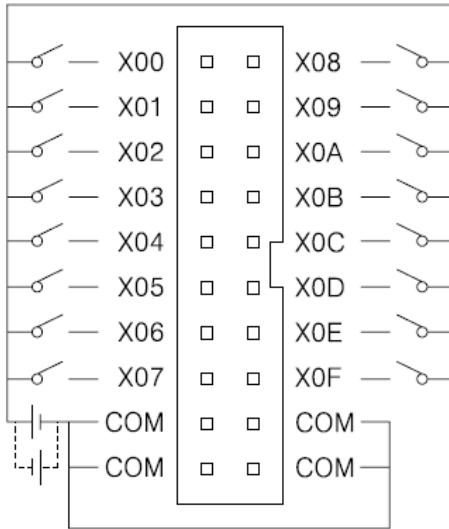 X00 X08
X01 X09
X02 X0A
X03 X0B
X04 X0C
X05 X0D
X06 X0E
X07 X0F
COM COM
COM COM